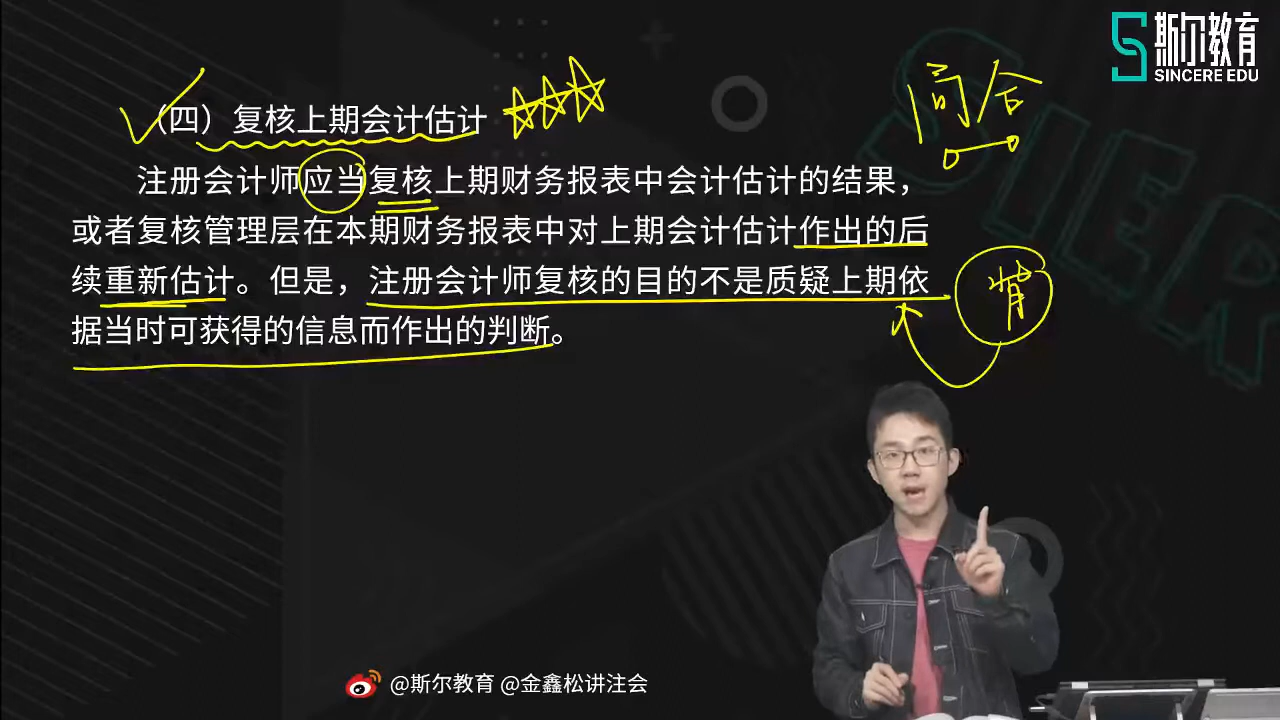 斯尔教育
SINCERE EDU
简/合
（四）复核上期会计估计
注册会计师应当复核上期财务报表中会计估计的结果，
或者复核管理层在本期财务报表中对上期会计估计作出的后
续重新估计。但是，注册会计师复核的目的不是质疑上期依
据当时可获得的信息而作出的判断。
背
@斯尔教育 @金鑫松讲注会